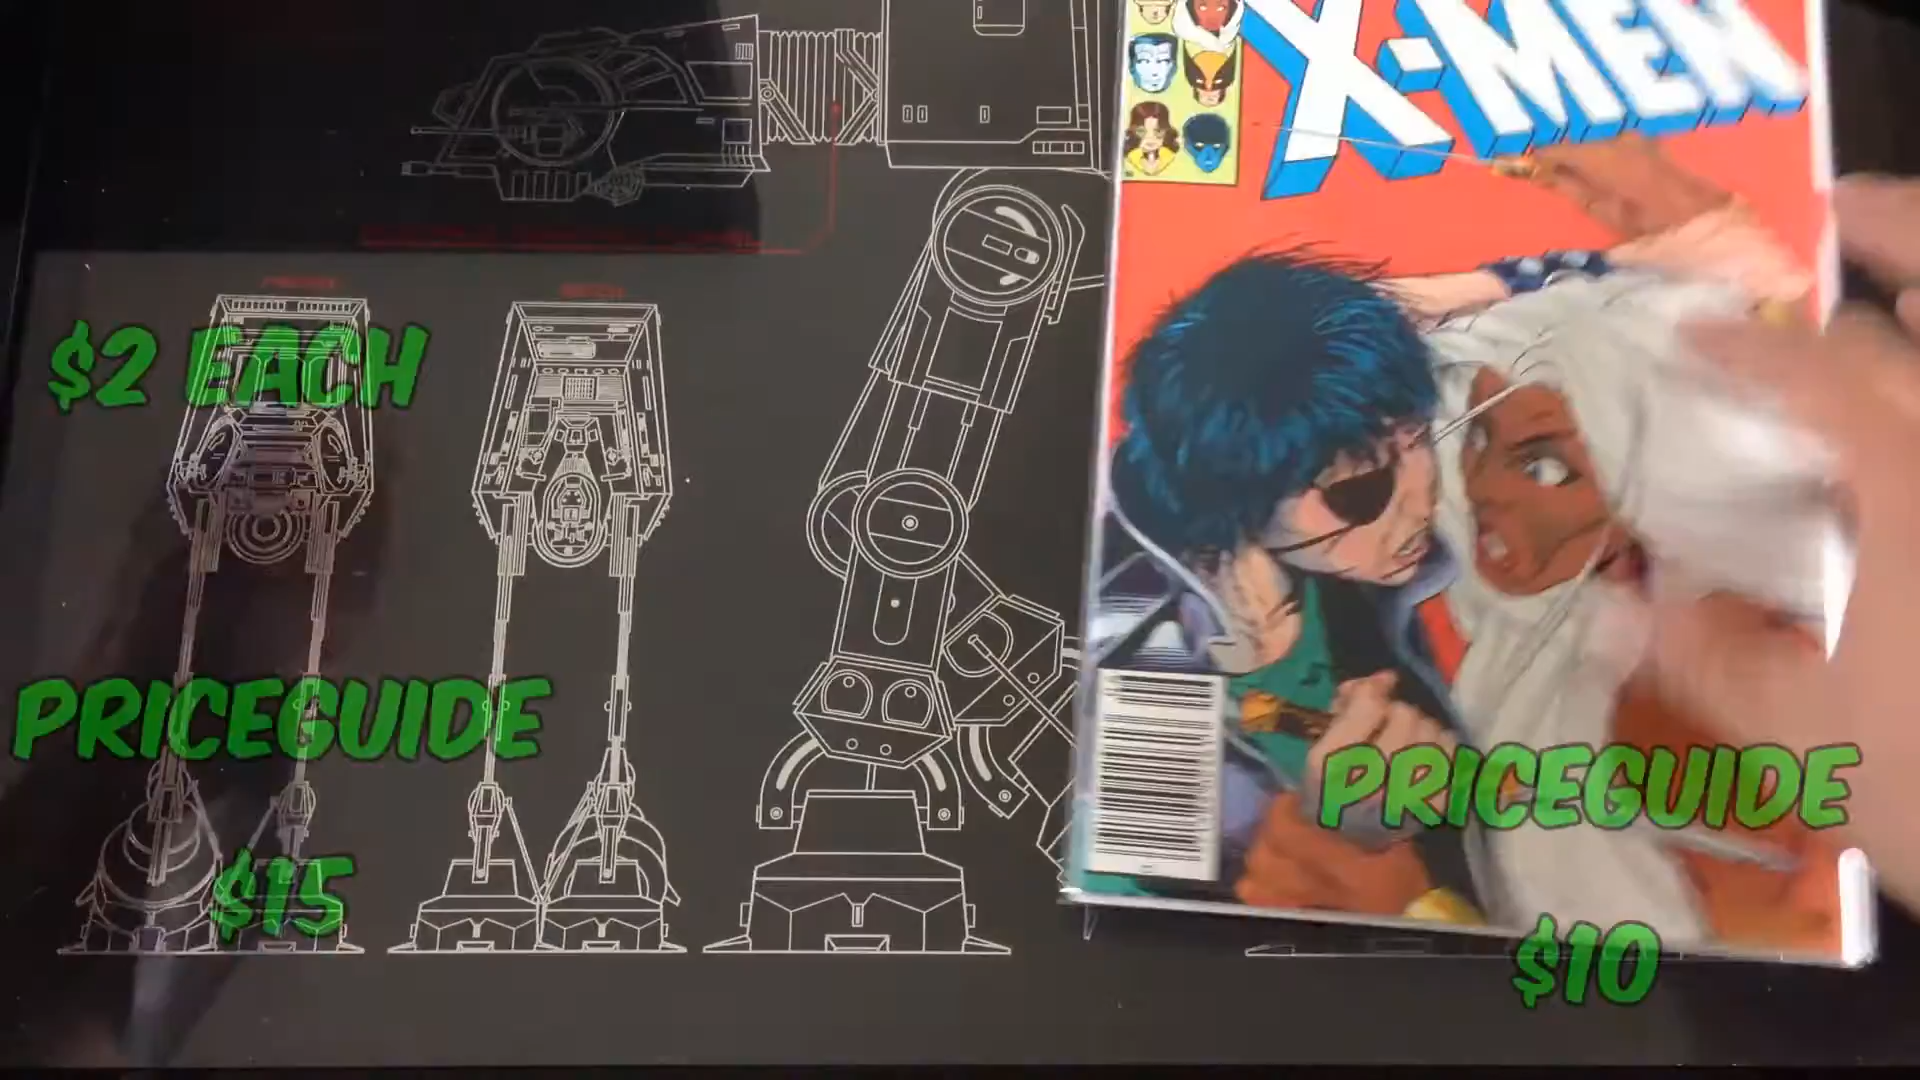 X-MEN
$2 EACH
PRICEGUIDE
PRICEGUIDE
$15
$10